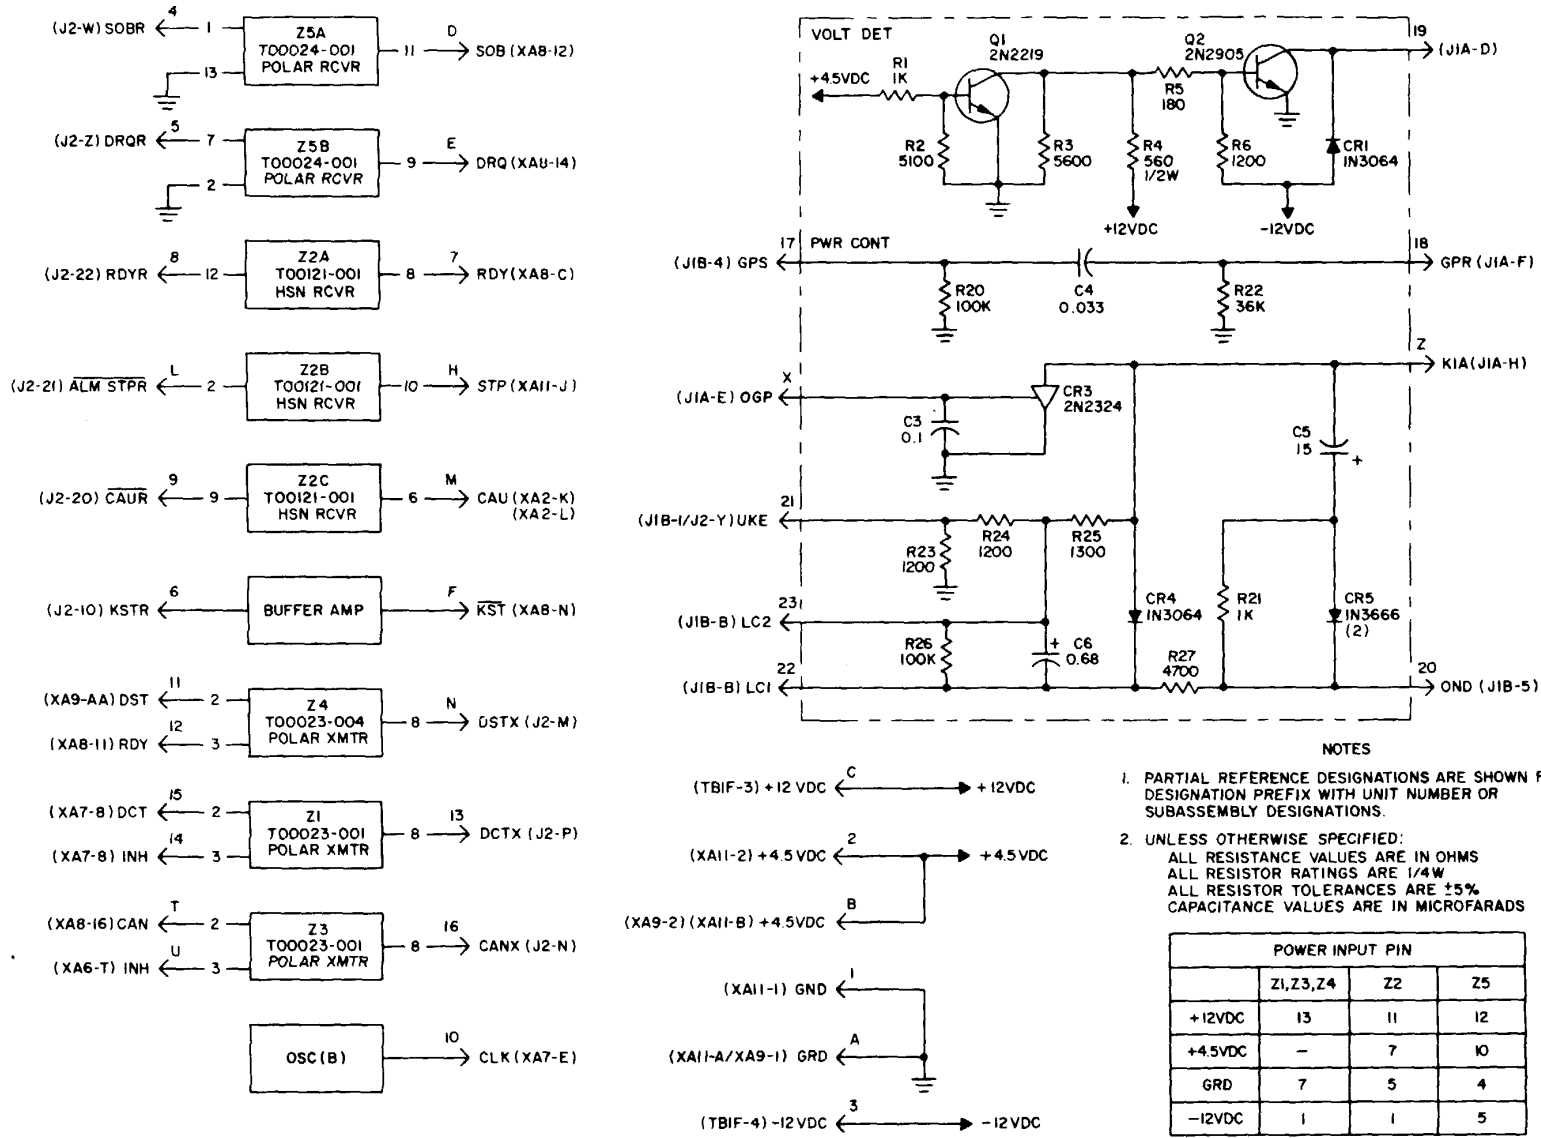 4
(J2-W) SOBR 1 Z5A 11 D SOB (XA8-12)
T00024-001
POLAR RCVR
13
5
(J2-Z) DRQR 7 Z5B 9 E DRQ (XA8-14)
T00024-001
POLAR RCVR
2
8
(J2-22) RDYR 12 Z2A 8 7 RDY (XA8-C)
T00121-001
HSN RCVR
L
(J2-21) ALM STPR 2 Z2B 10 H STP (XA11-J)
T00121-001
HSN RCVR
9
(J2-20) CAUR 9 Z2C 6 M CAU (XA2-K)
(XA2-L)
T00121-001
HSN RCVR
6
(J2-10) KSTR BUFFER AMP F KST (XA8-N)
11
(XA9-AA) DST 2 Z4 8 N DSTX (J2-M)
T00023-004
POLAR XMTR
12
(XA8-11) RDY 3
15
(XA7-8) DCT 2 Z1 8 13 DCTX (J2-P)
T00023-001
POLAR XMTR
14
(XA7-8) INH 3
T
(XA8-16) CAN 2 Z3 8 16 CANX (J2-N)
T00023-001
POLAR XMTR
U
(XA6-T) INH 3
OSC (B) 10 CLK (XA7-E)
VOLT DET
Q1
2N2219
Q2
2N2905
19
(J1A-D)
+4.5VDC
R1
1K
R5
180
R2
5100
R3
5600
R4
560
1/2W
R6
1200
CR1
1N3064
+12VDC
-12VDC
17
PWR CONT
18
(J1B-4) GPS
GPR (J1A-F)
R20
100K
C4
0.033
R22
36K
Z
KIA (J1A-H)
X
(J1A-E) OGP
CR3
2N2324
C3
0.1
C5
15
+
21
(J1B-1/J2-Y) UKE
R24
1200
R25
1300
R23
1200
23
(J1B-B) LC2
CR4
1N3064
R21
1K
CR5
1N3666
(2)
R26
100K
+
C6
0.68
R27
4700
22
(J1B-B) LC1
20
OND (J1B-5)
C
(TB1F-3) +12 VDC +12VDC
2
(XA11-2) +4.5 VDC +4.5VDC
B
(XA9-2) (XA11-B) +4.5VDC
1
(XA11-1) GND
A
(XA11-A/XA9-1) GRD
3
(TB1F-4) -12VDC -12VDC
NOTES
1. PARTIAL REFERENCE DESIGNATIONS ARE SHOWN F
DESIGNATION PREFIX WITH UNIT NUMBER OR
SUBASSEMBLY DESIGNATIONS.
2. UNLESS OTHERWISE SPECIFIED:
ALL RESISTANCE VALUES ARE IN OHMS
ALL RESISTOR RATINGS ARE 1/4W
ALL RESISTOR TOLERANCES ARE ±5%
CAPACITANCE VALUES ARE IN MICROFARADS
POWER INPUT PIN
Z1,Z3,Z4 Z2 Z5
+12VDC 13 11 12
+4.5VDC – 7 10
GRD 7 5 4
-12VDC 1 1 5